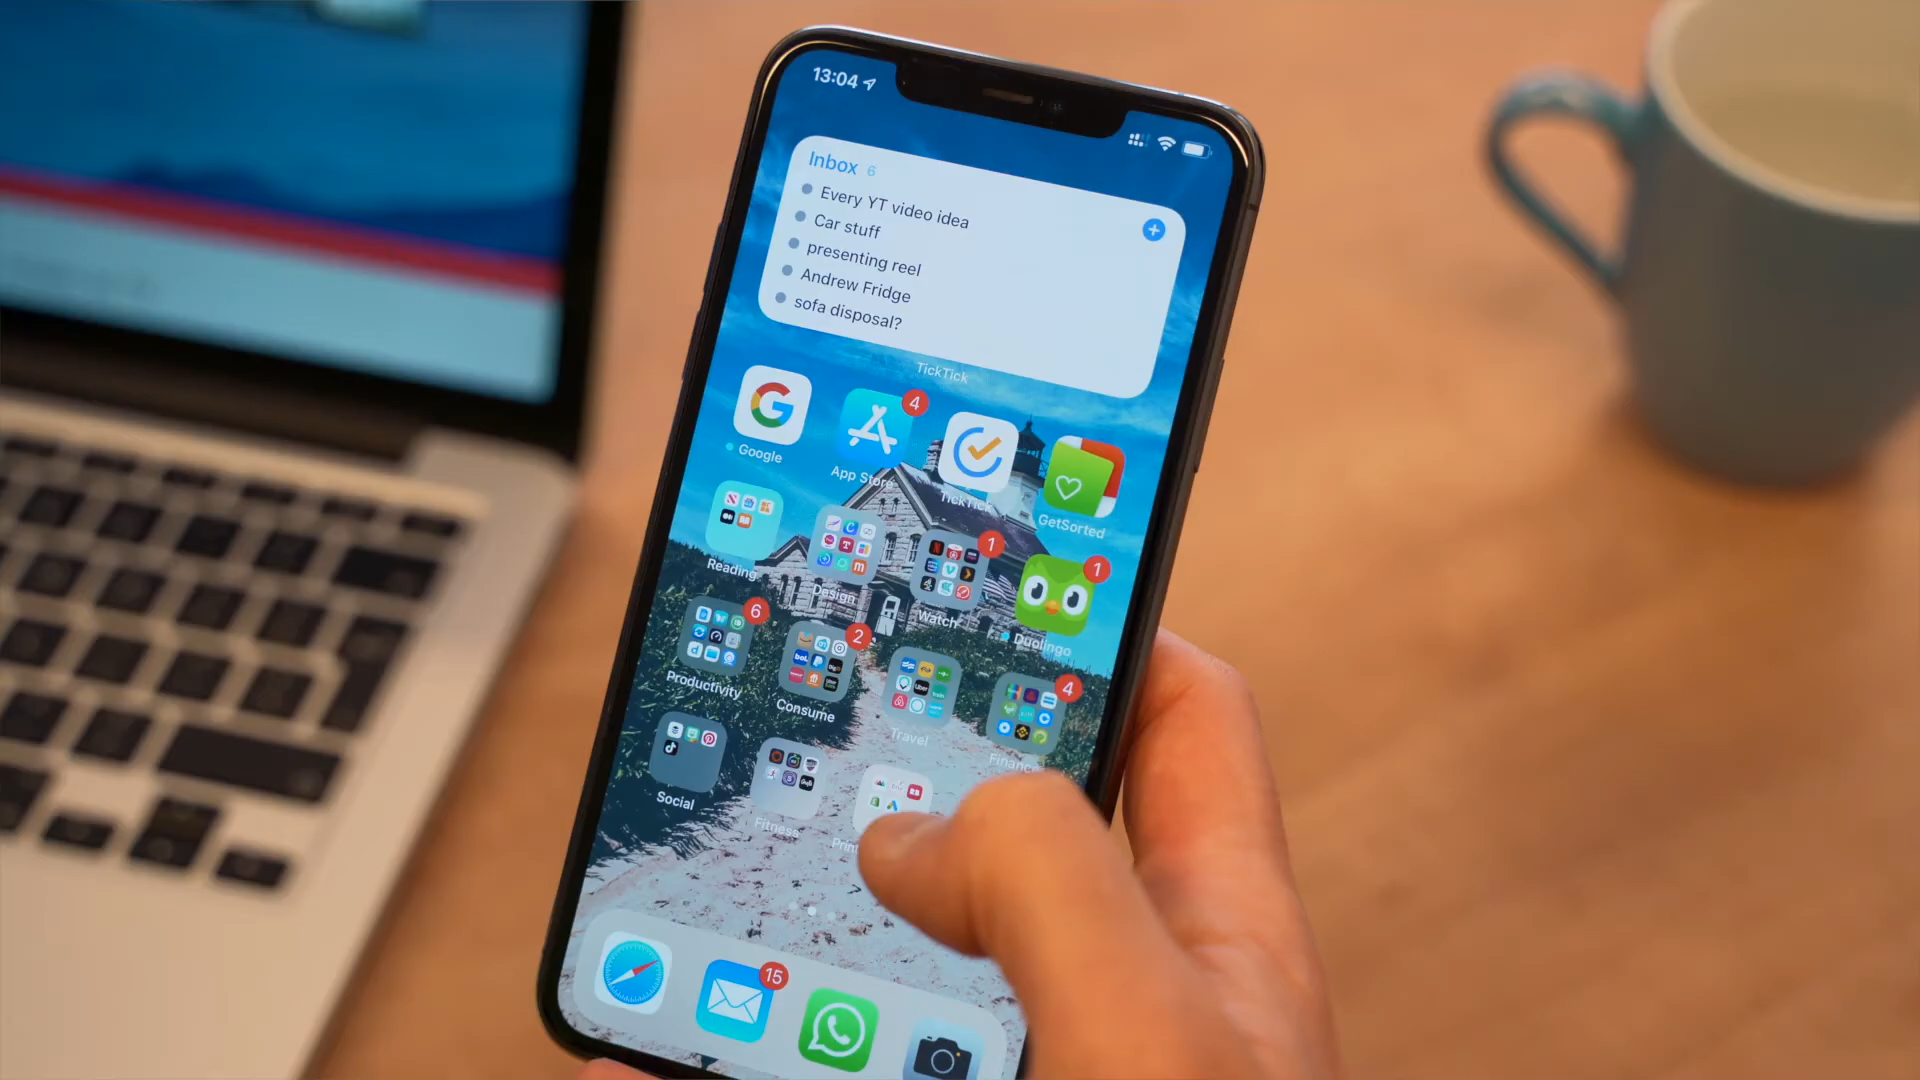 13:04
Inbox 6
Every YT video idea
Car stuff
presenting reel
Andrew Fridge
sofa disposal?
TickTick
4
Google
App Store
TickTick
GetSorted
1
1
Reading
Design
Watch
Duolingo
6
2
4
Productivity
Consume
Travel
Social
Fitness
15